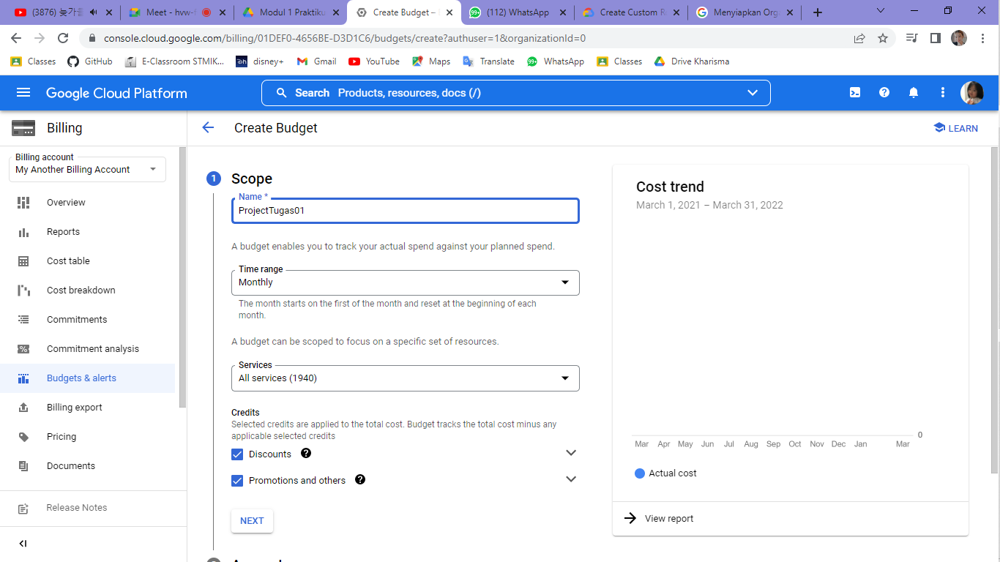 (3876) 늦가을
Meet - hvw-f
Modul 1 Praktiku
Create Budget –
(112) WhatsApp
Create Custom R
Menyiapkan Orga
console.cloud.google.com/billing/01DEF0-4656BE-D3D1C6/budgets/create?authuser=1&organizationId=0
Classes
GitHub
E-Classroom STMIK...
disney+
Gmail
YouTube
Maps
Translate
WhatsApp
Classes
Drive Kharisma
Google Cloud Platform
Search Products, resources, docs (/)
Billing
Create Budget
LEARN
Billing account
My Another Billing Account
Overview
Reports
Cost table
Cost breakdown
Commitments
Commitment analysis
Budgets & alerts
Billing export
Pricing
Documents
Release Notes
1 Scope
Name *
ProjectTugas01
A budget enables you to track your actual spend against your planned spend.
Time range
Monthly
The month starts on the first of the month and reset at the beginning of each
month.
A budget can be scoped to focus on a specific set of resources.
Services
All services (1940)
Credits
Selected credits are applied to the total cost. Budget tracks the total cost minus any
applicable selected credits
Discounts
Promotions and others
NEXT
Cost trend
March 1, 2021 – March 31, 2022
0
Mar Apr May Jun Jul Aug Sep Oct Nov Dec Jan Mar
Actual cost
View report